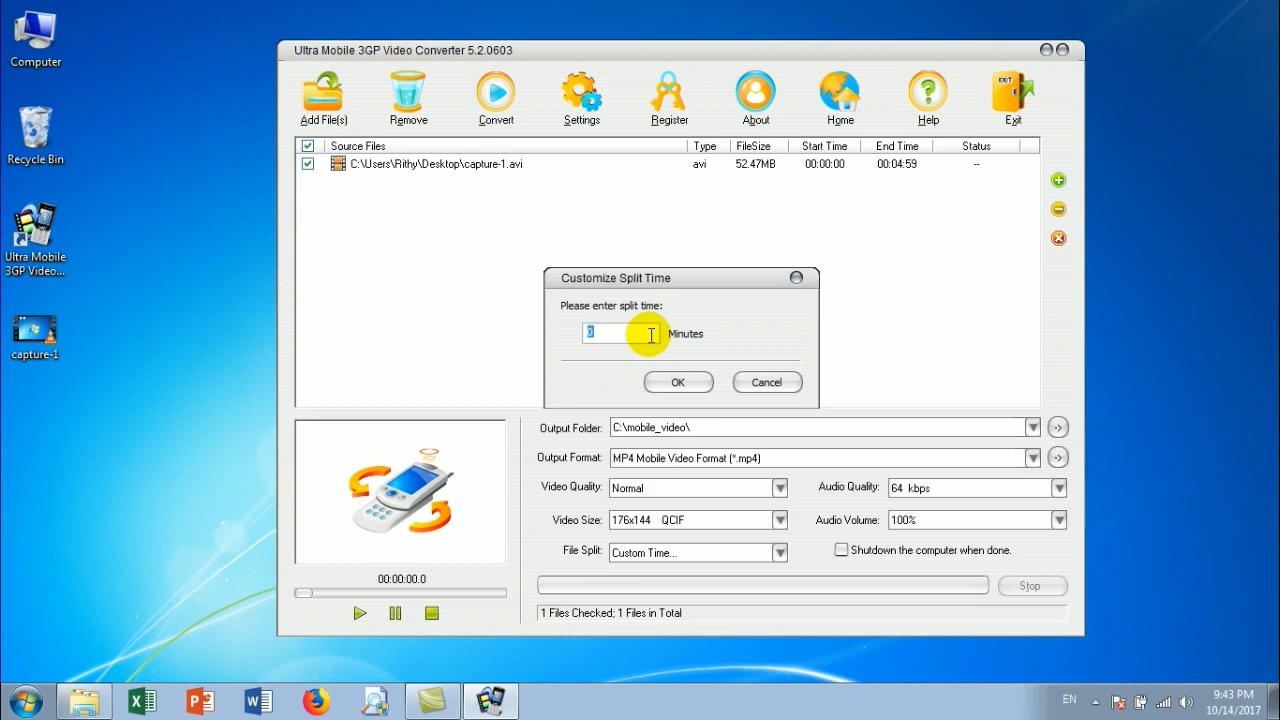 Computer
Recycle Bin
Ultra Mobile
3GP Video...
capture-1
Ultra Mobile 3GP Video Converter 5.2.0603
Add File(s) Remove Convert Settings Register About Home Help Exit
EXIT
Source Files Type FileSize Start Time End Time Status
C:\Users\Rithy\Desktop\capture-1.avi avi 52.47MB 00:00:00 00:04:59 --
Customize Split Time
Please enter split time:
0 Minutes
OK Cancel
Output Folder: C:\mobile_video\
Output Format: MP4 Mobile Video Format (*.mp4)
Video Quality: Normal Audio Quality: 64 kbps
Video Size: 176x144 QCIF Audio Volume: 100%
File Split: Custom Time... Shutdown the computer when done.
00:00:00.0
Stop
1 Files Checked; 1 Files in Total
EN
9:43 PM
10/14/2017